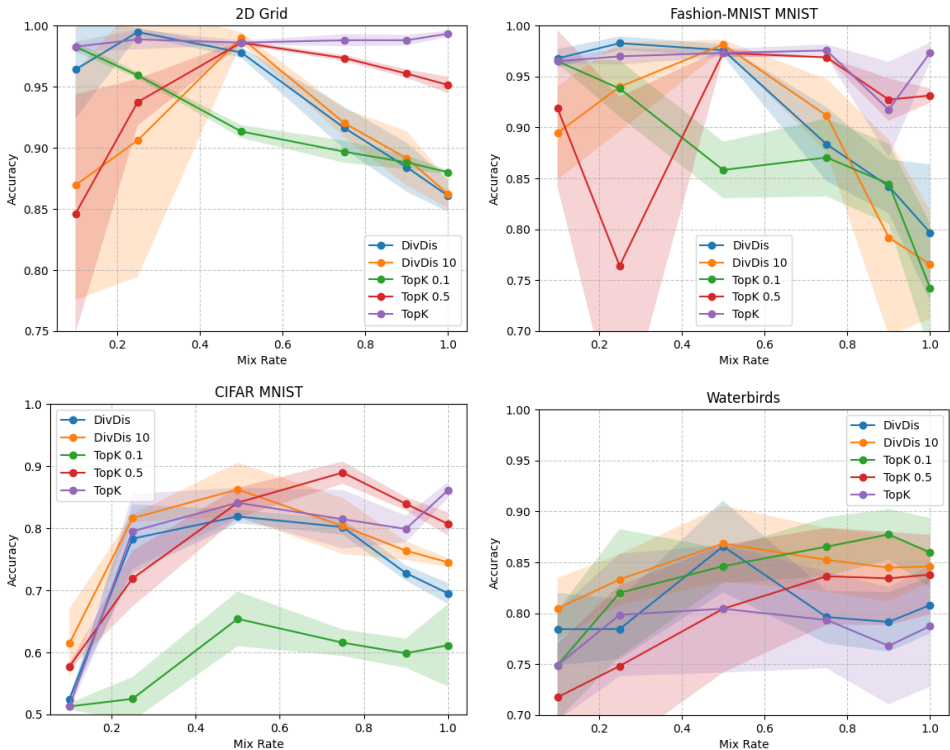 2D Grid
1.00
0.95
0.90
0.85
0.80
0.75
Accuracy
DivDis
DivDis 10
TopK 0.1
TopK 0.5
TopK
0.2 0.4 0.6 0.8 1.0
Mix Rate
Fashion-MNIST MNIST
1.00
0.95
0.90
0.85
0.80
0.75
0.70
Accuracy
DivDis
DivDis 10
TopK 0.1
TopK 0.5
TopK
0.2 0.4 0.6 0.8 1.0
Mix Rate
CIFAR MNIST
1.0
0.9
0.8
0.7
0.6
0.5
Accuracy
DivDis
DivDis 10
TopK 0.1
TopK 0.5
TopK
0.2 0.4 0.6 0.8 1.0
Mix Rate
Waterbirds
1.00
0.95
0.90
0.85
0.80
0.75
0.70
Accuracy
DivDis
DivDis 10
TopK 0.1
TopK 0.5
TopK
0.2 0.4 0.6 0.8 1.0
Mix Rate